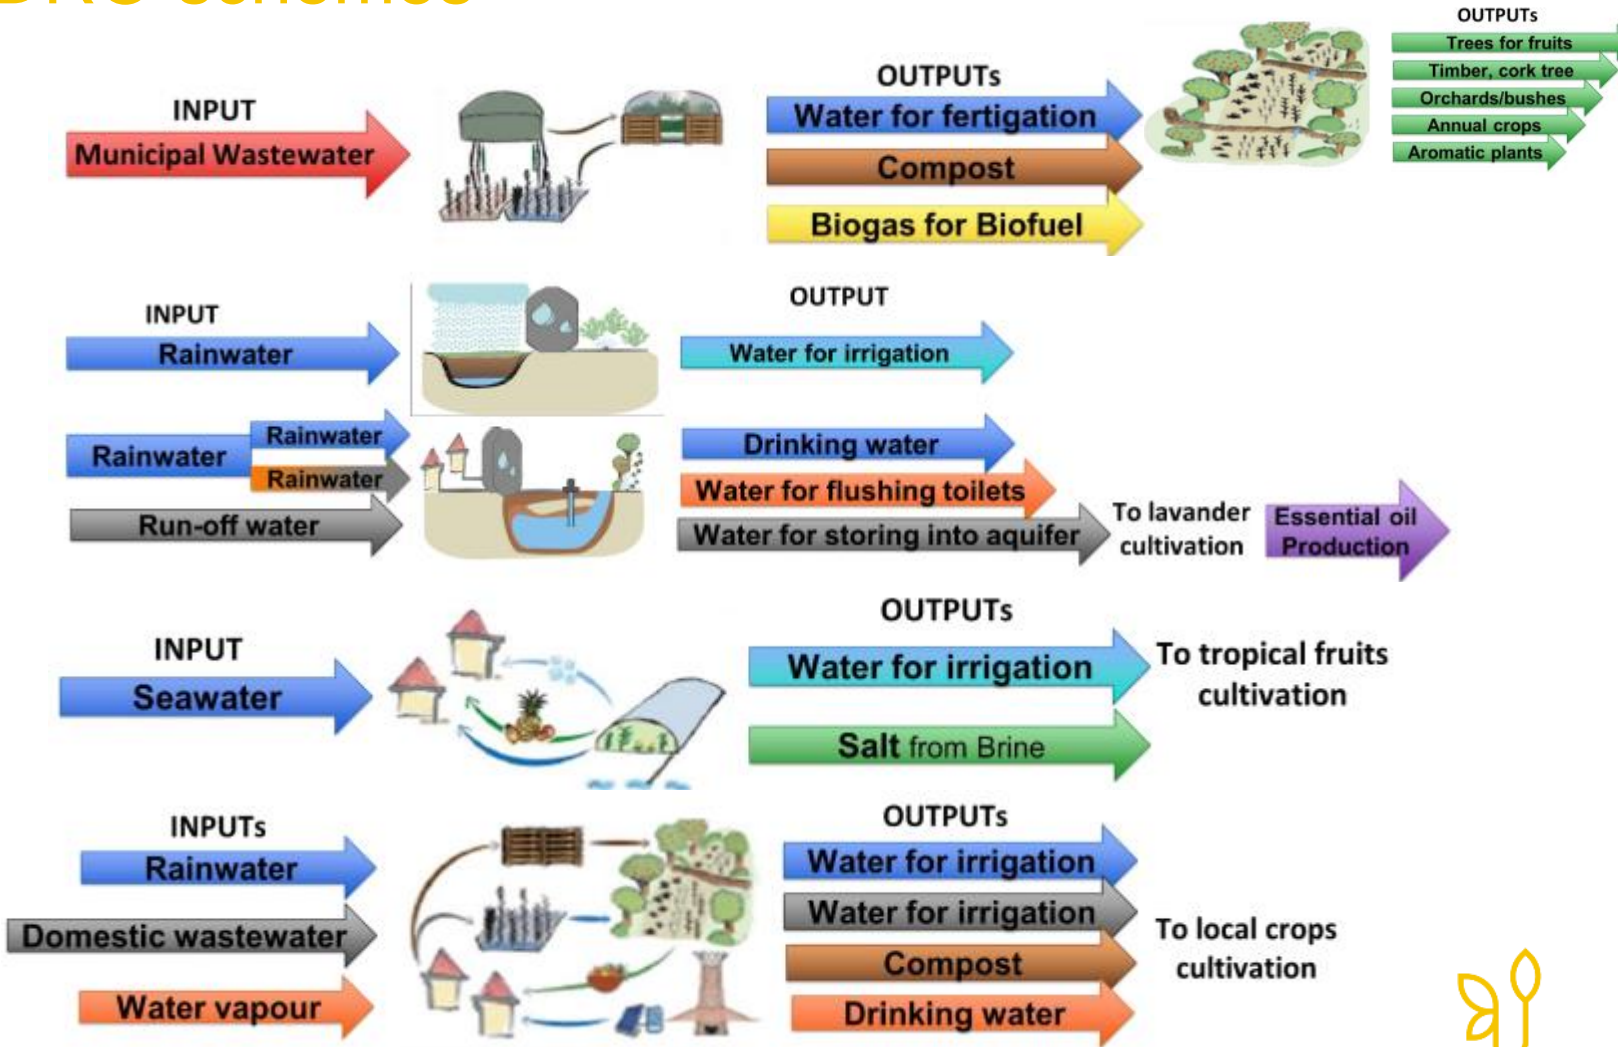 DRO schemes
OUTPUTs
Trees for fruits
Timber, cork tree
Orchards/bushes
Annual crops
Aromatic plants
INPUT
Municipal Wastewater
OUTPUTs
Water for fertigation
Compost
Biogas for Biofuel
INPUT
Rainwater
OUTPUT
Water for irrigation
Rainwater
Rainwater
Rainwater
Run-off water
Drinking water
Water for flushing toilets
Water for storing into aquifer
To lavander
cultivation
Essential oil
Production
INPUT
Seawater
OUTPUTs
Water for irrigation
Salt from Brine
To tropical fruits
cultivation
INPUTs
Rainwater
Domestic wastewater
Water vapour
OUTPUTs
Water for irrigation
Water for irrigation
Compost
Drinking water
To local crops
cultivation